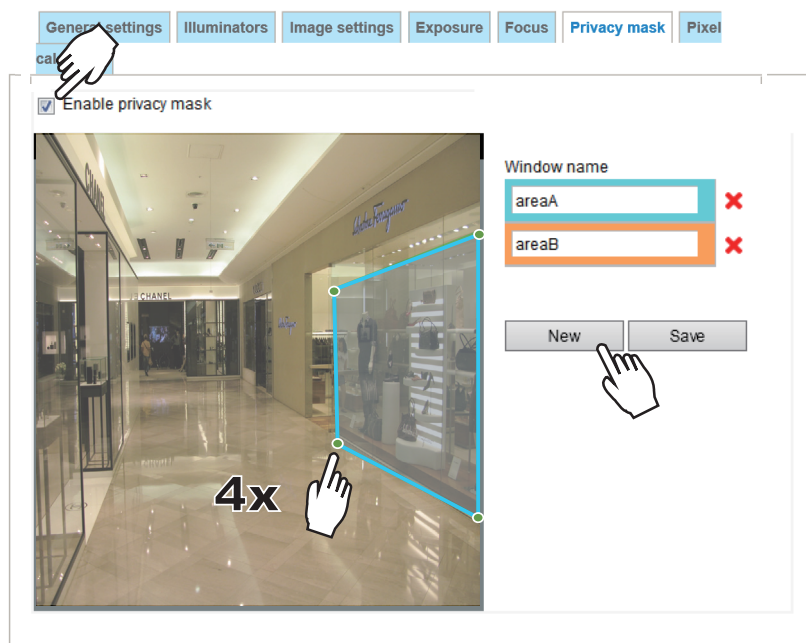 General settings Illuminators Image settings Exposure Focus Privacy mask Pixel
cal
Enable privacy mask
Window name
areaA
areaB
New Save
CHANEL
CHANEL
4x